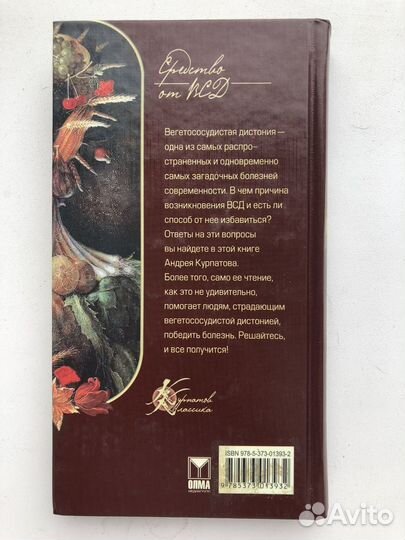 Средство
от ВСД
Вегетососудистая дистония —
одна из самых распро-
страненных и одновременно
самых загадочных болезней
современности. В чем причина
возникновения ВСД и есть ли
способ от нее избавиться?
Ответы на эти вопросы
вы найдете в этой книге
Андрея Курпатова.
Более того, само ее чтение,
как это не удивительно,
помогает людям, страдающим
вегетососудистой дистонией,
победить болезнь. Решайтесь,
и все получится!
Курпатов
Классика
ISBN 978-5-373-01393-2
9 785373 013932
ОЛМА
МЕДИАГРУПП
Avito